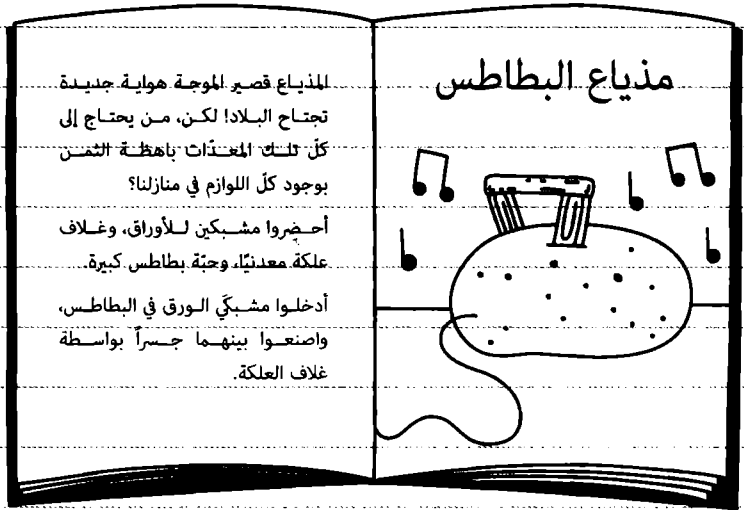 مذياع البطاطس
المذياع قصير الموجة هواية جديدة
تجتاح البلاد! لكن، من يحتاج إلى
كلّ تلك المعدّات باهظة الثمن
بوجود كلّ اللوازم في منازلنا؟
أحضِروا مشبكين للأوراق، وغلاف
علكة معدنيًا، وحبّة بطاطس كبيرة.
أدخلوا مشبكَي الورق في البطاطس،
واصنعوا بينهما جسراً بواسطة
غلاف العلكة.